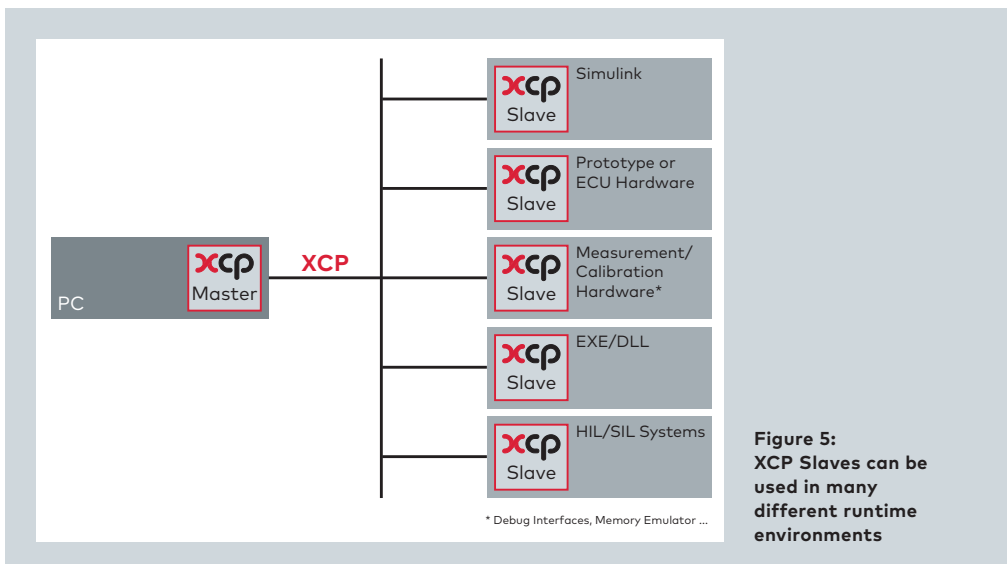 xcp
Master
PC
XCP
xcp
Slave
Simulink
xcp
Slave
Prototype or
ECU Hardware
xcp
Slave
Measurement/
Calibration
Hardware*
xcp
Slave
EXE/DLL
xcp
Slave
HIL/SIL Systems
* Debug Interfaces, Memory Emulator ...
Figure 5:
XCP Slaves can be
used in many
different runtime
environments